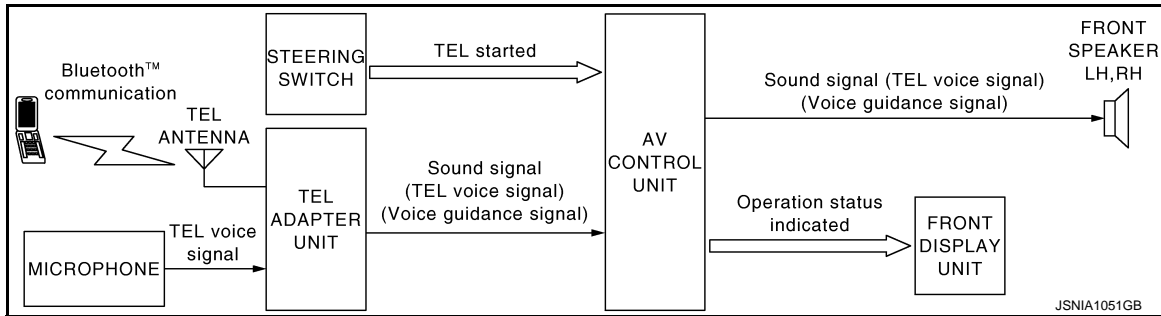 Bluetooth™
communication
TEL
ANTENNA
STEERING
SWITCH
TEL started
TEL
ADAPTER
UNIT
MICROPHONE
TEL voice
signal
Sound signal
(TEL voice signal)
(Voice guidance signal)
AV
CONTROL
UNIT
Sound signal (TEL voice signal)
(Voice guidance signal)
FRONT
SPEAKER
LH,RH
Operation status
indicated
FRONT
DISPLAY
UNIT
JSNIA1051GB